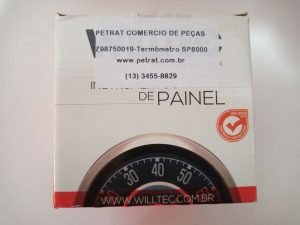 PETRAT COMERCIO DE PEÇAS
Z98750019-Termômetro SP8000
www.petrat.com.br
(13) 3455-8829
DE PAINEL
30 40 50
WWW.WILLTEC.COM.BR